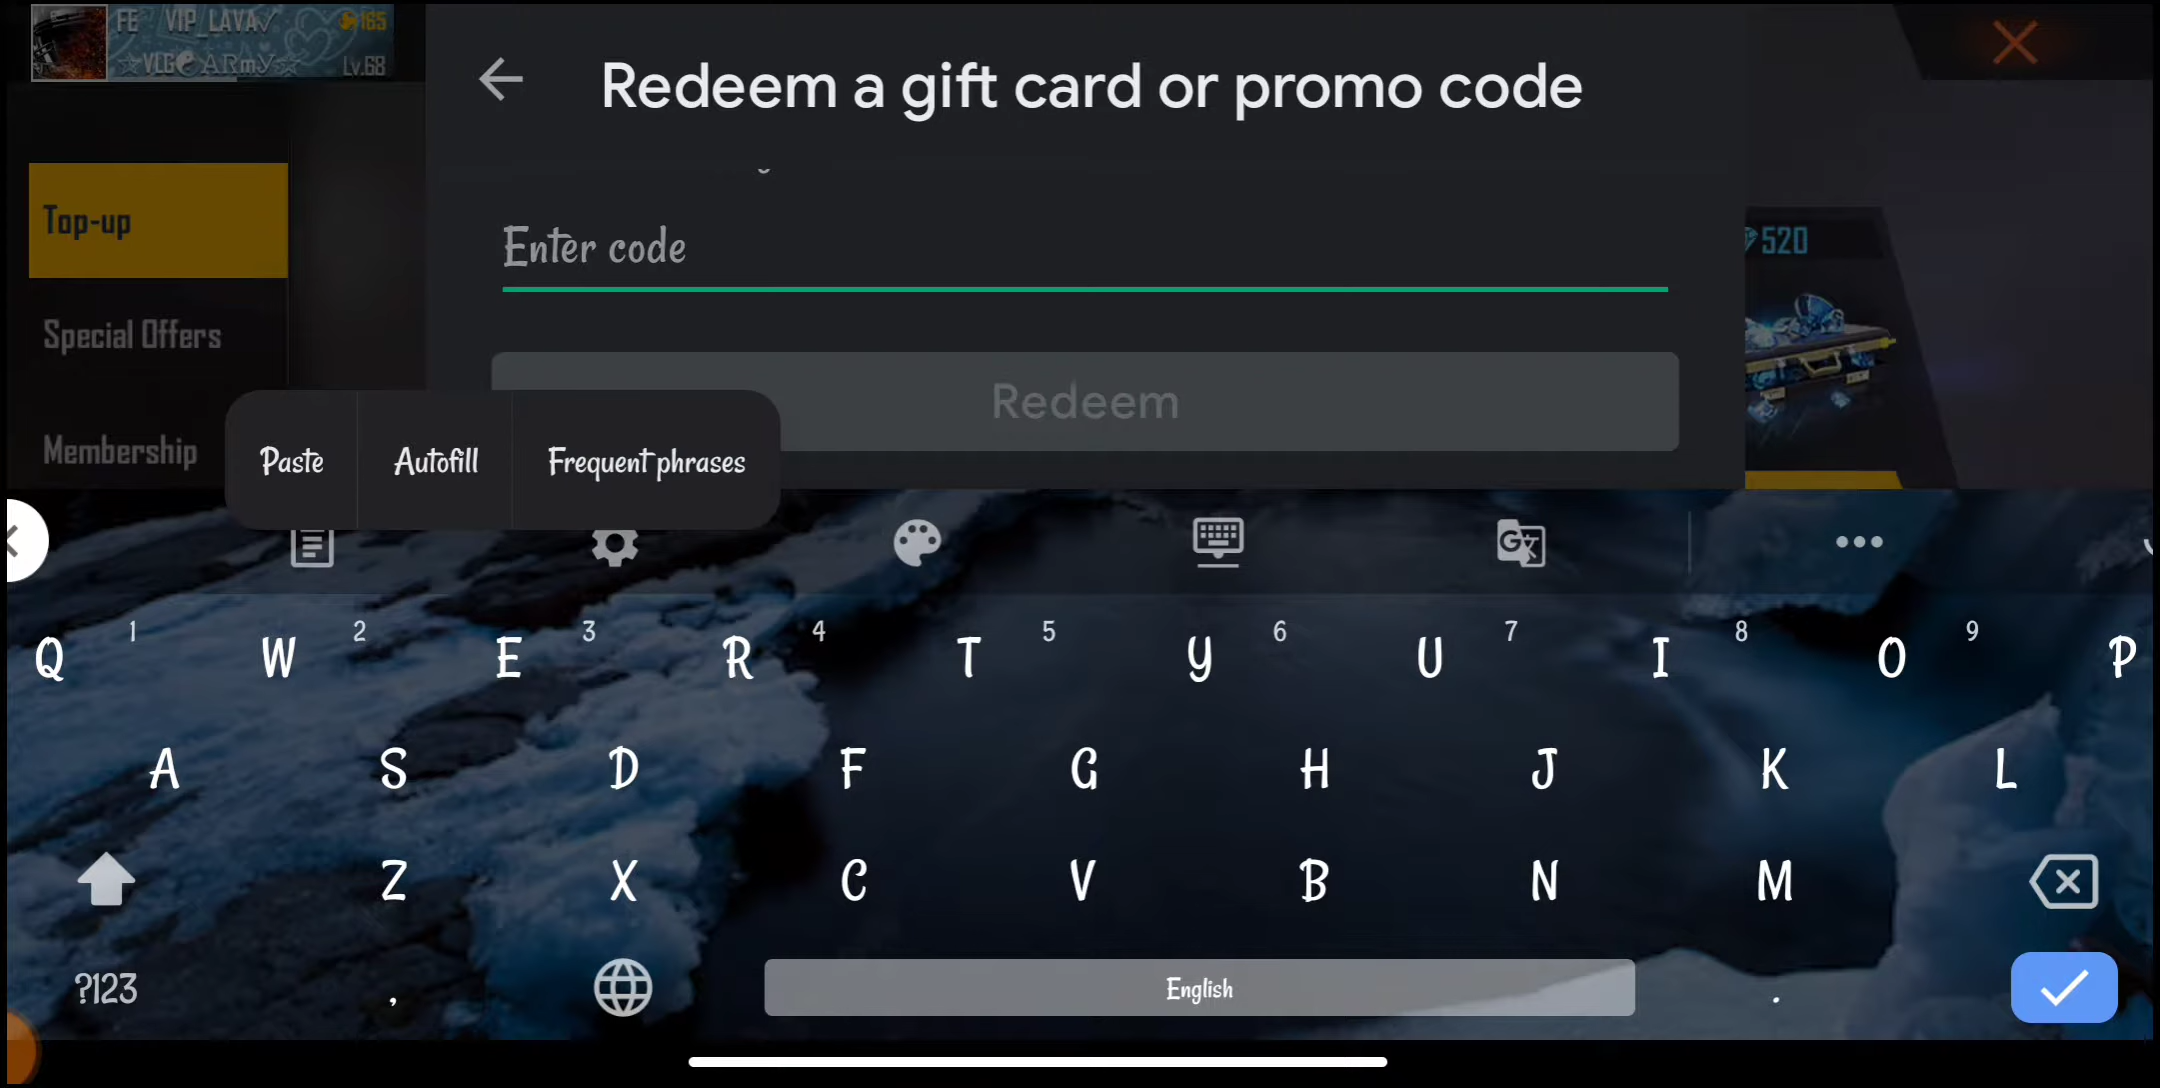 FE VIP_LAVA✓ 165
☆VLG☯ARmY☆ Lv.68
Redeem a gift card or promo code
Top-up
Enter code
520
Special Offers
Redeem
Membership
Paste Autofill Frequent phrases
1 2 3 4 5 6 7 8 9
Q W E R T Y U I O P
A S D F G H J K L
Z X C V B N M
?123 , English .